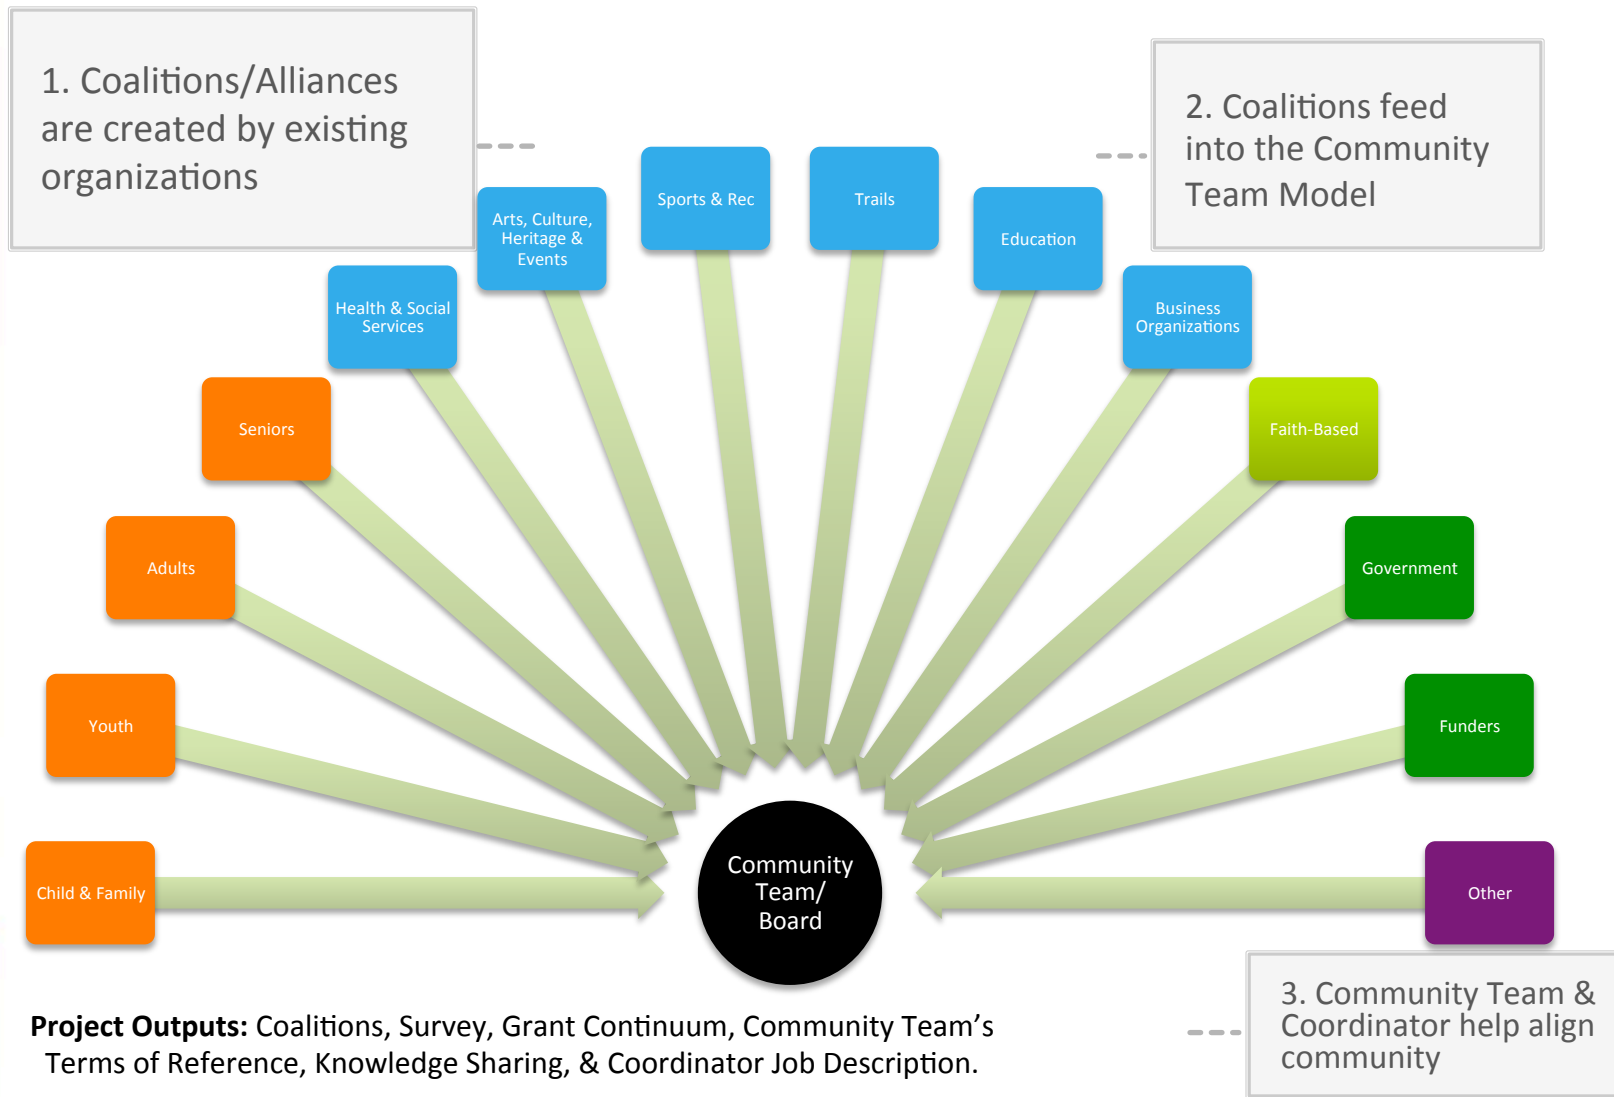 1. Coalitions/Alliances
are created by existing
organizations
2. Coalitions feed
into the Community
Team Model
Sports & Rec
Trails
Arts, Culture,
Heritage &
Events
Education
Health & Social
Services
Business
Organizations
Seniors
Faith-Based
Adults
Government
Youth
Funders
Child & Family
Community
Team/
Board
Other
3. Community Team &
Coordinator help align
community
Project Outputs: Coalitions, Survey, Grant Continuum, Community Team’s
Terms of Reference, Knowledge Sharing, & Coordinator Job Description.